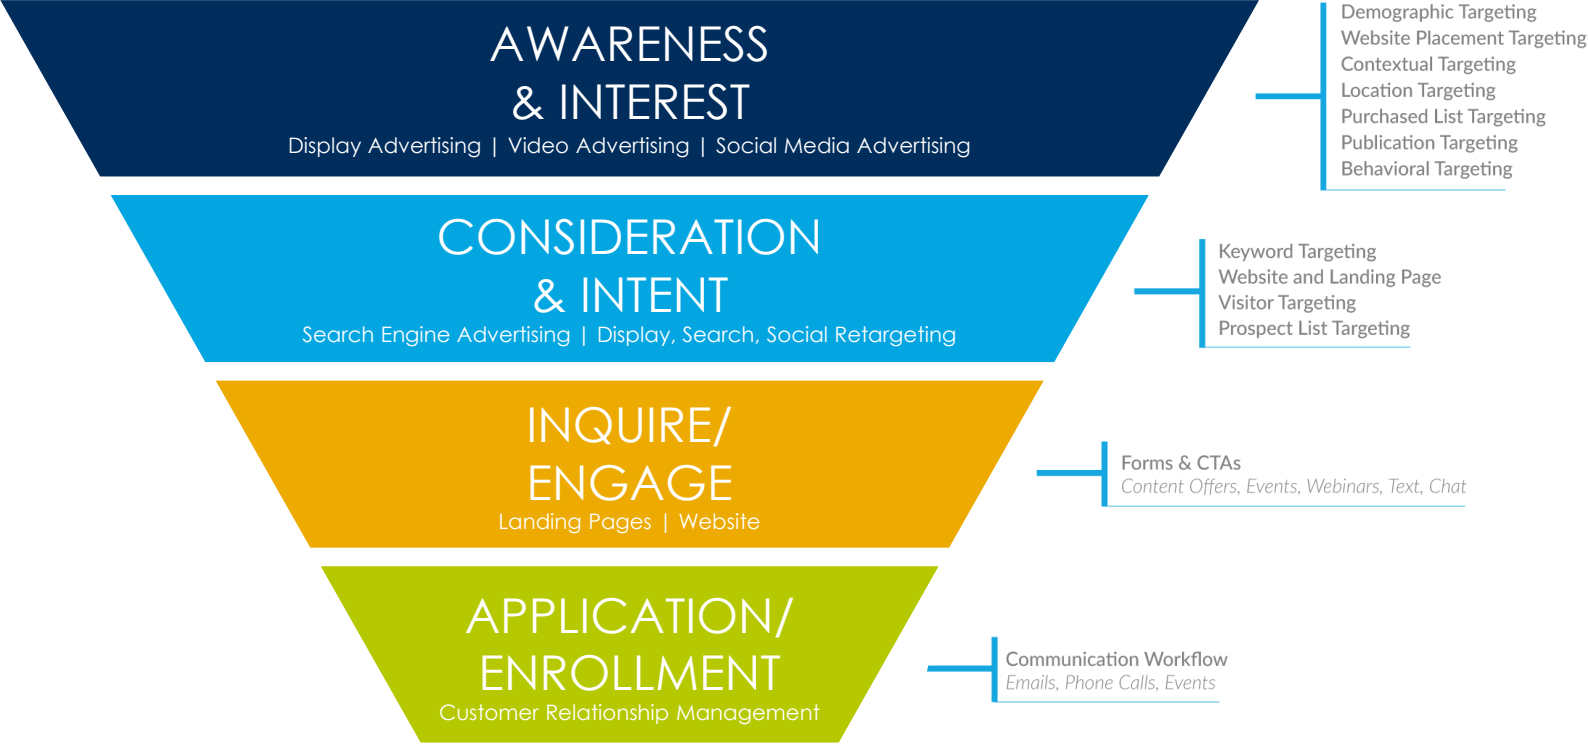 AWARENESS
& INTEREST
Display Advertising | Video Advertising | Social Media Advertising
Demographic Targeting
Website Placement Targeting
Contextual Targeting
Location Targeting
Purchased List Targeting
Publication Targeting
Behavioral Targeting
CONSIDERATION
& INTENT
Search Engine Advertising | Display, Search, Social Retargeting
Keyword Targeting
Website and Landing Page
Visitor Targeting
Prospect List Targeting
INQUIRE/
ENGAGE
Landing Pages | Website
Forms & CTAs
Content Offers, Events, Webinars, Text, Chat
APPLICATION/
ENROLLMENT
Customer Relationship Management
Communication Workflow
Emails, Phone Calls, Events